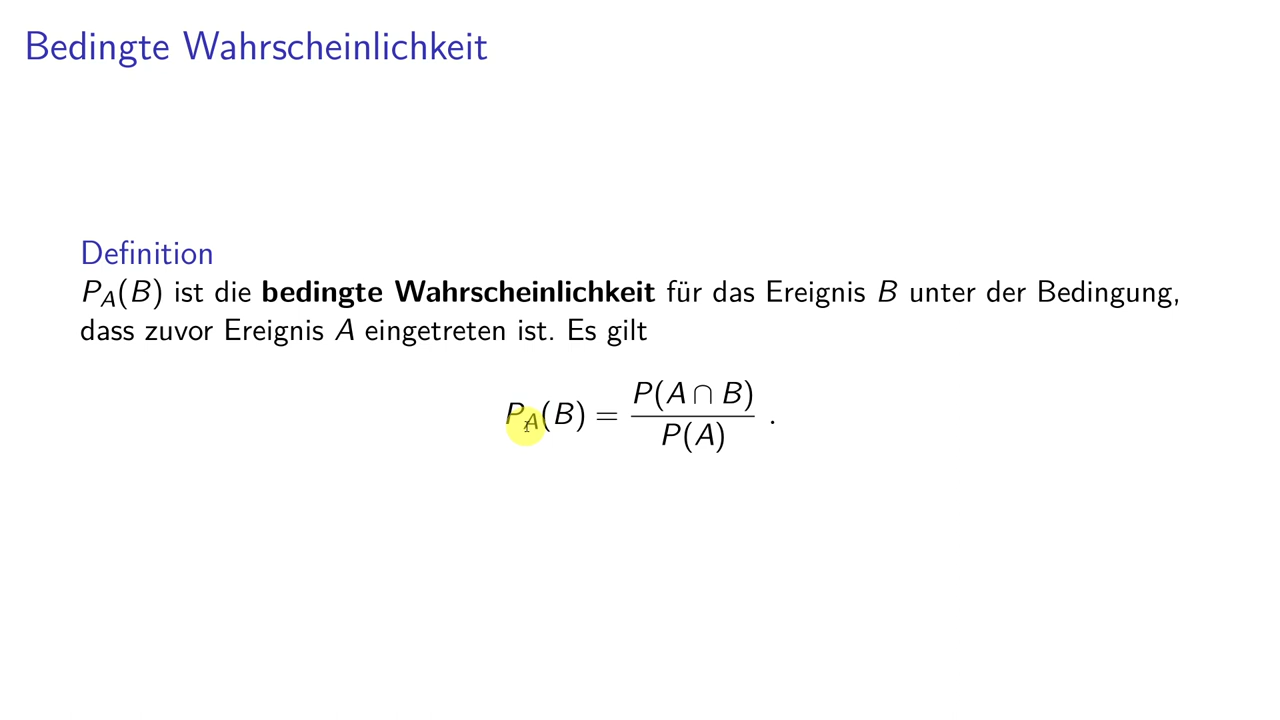 Bedingte Wahrscheinlichkeit
Definition
P_A(B) ist die bedingte Wahrscheinlichkeit für das Ereignis B unter der Bedingung,
dass zuvor Ereignis A eingetreten ist. Es gilt
P_A(B) = P(A ∩ B) / P(A) .